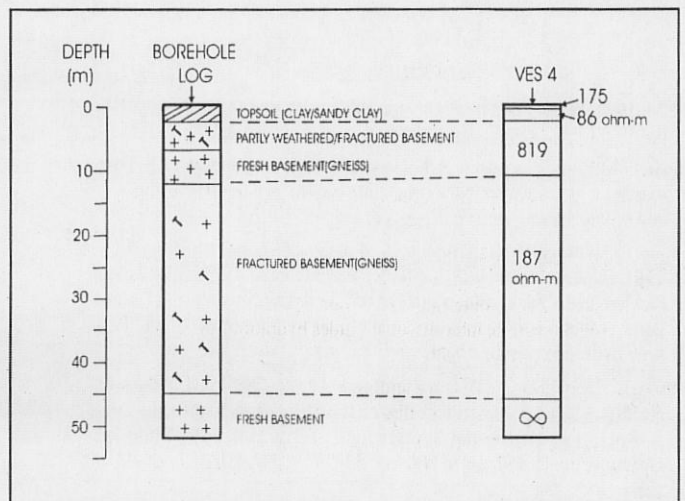 DEPTH
(m)
BOREHOLE
LOG
VES 4
0
10
20
30
40
50
TOPSOIL (CLAY/SANDY CLAY)
PARTLY WEATHERED/FRACTURED BASEMENT
FRESH BASEMENT(GNEISS)
FRACTURED BASEMENT(GNEISS)
FRESH BASEMENT
175
86 ohm-m
819
187
ohm-m
∞